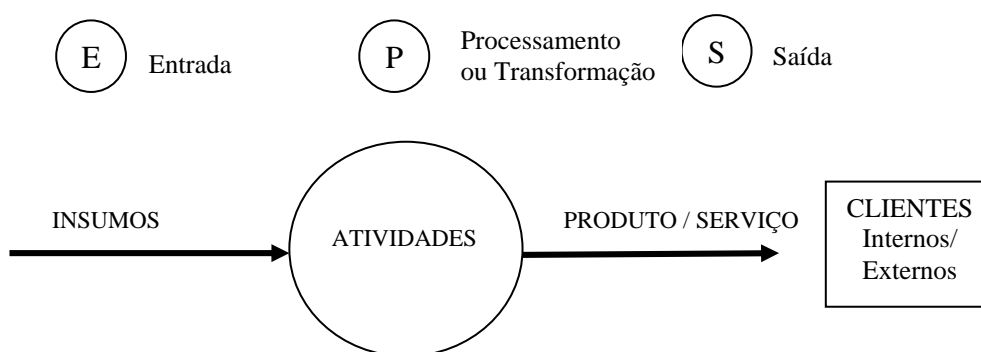 E
Entrada
P
Processamento
ou Transformação
S
Saída
INSUMOS
ATIVIDADES
PRODUTO / SERVIÇO
CLIENTES
Internos/
Externos